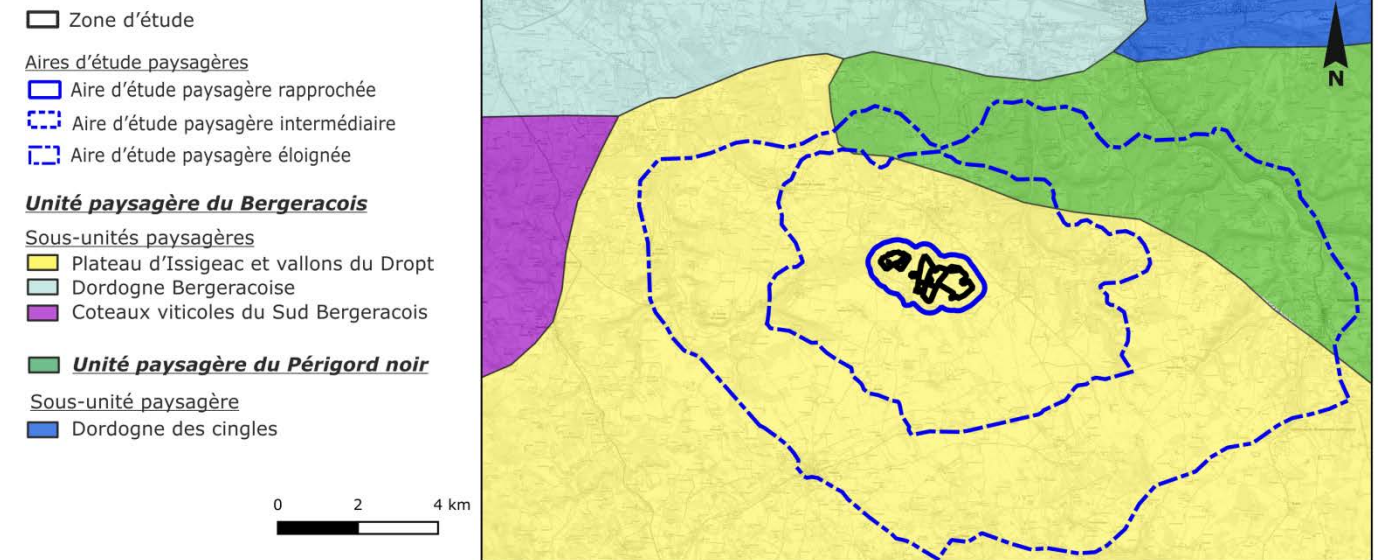 Zone d'étude
Aires d'étude paysagères
Aire d'étude paysagère rapprochée
Aire d'étude paysagère intermédiaire
Aire d'étude paysagère éloignée
Unité paysagère du Bergeracois
Sous-unités paysagères
Plateau d'Issigeac et vallons du Dropt
Dordogne Bergeracoise
Coteaux viticoles du Sud Bergeracois
Unité paysagère du Périgord noir
Sous-unité paysagère
Dordogne des cingles
0 2 4 km
N